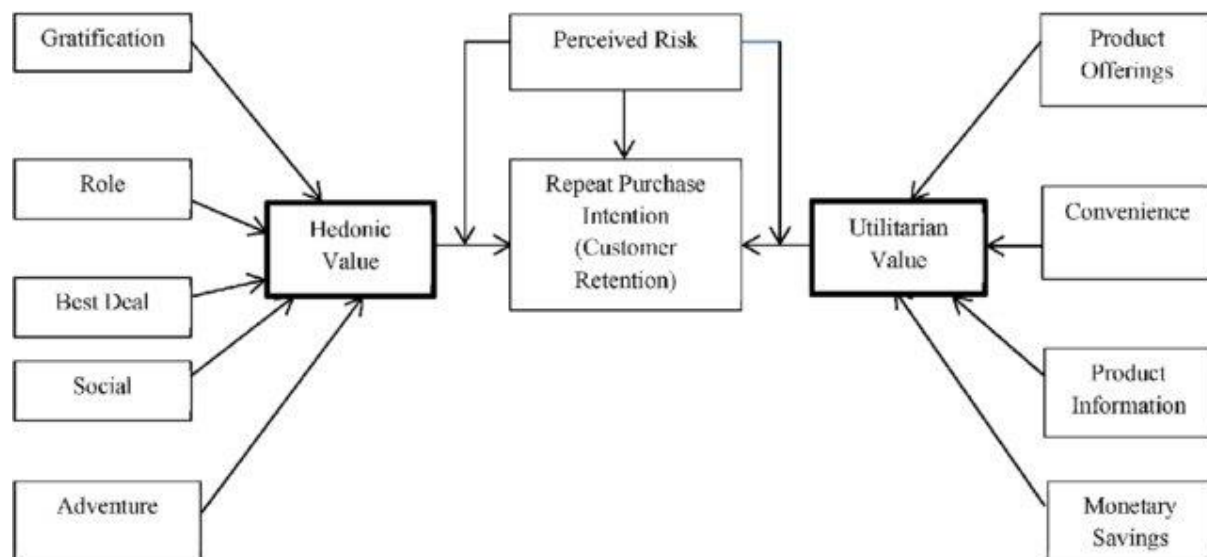 Gratification
Role
Best Deal
Social
Adventure
Hedonic
Value
Perceived Risk
Repeat Purchase
Intention
(Customer
Retention)
Utilitarian
Value
Product
Offerings
Convenience
Product
Information
Monetary
Savings